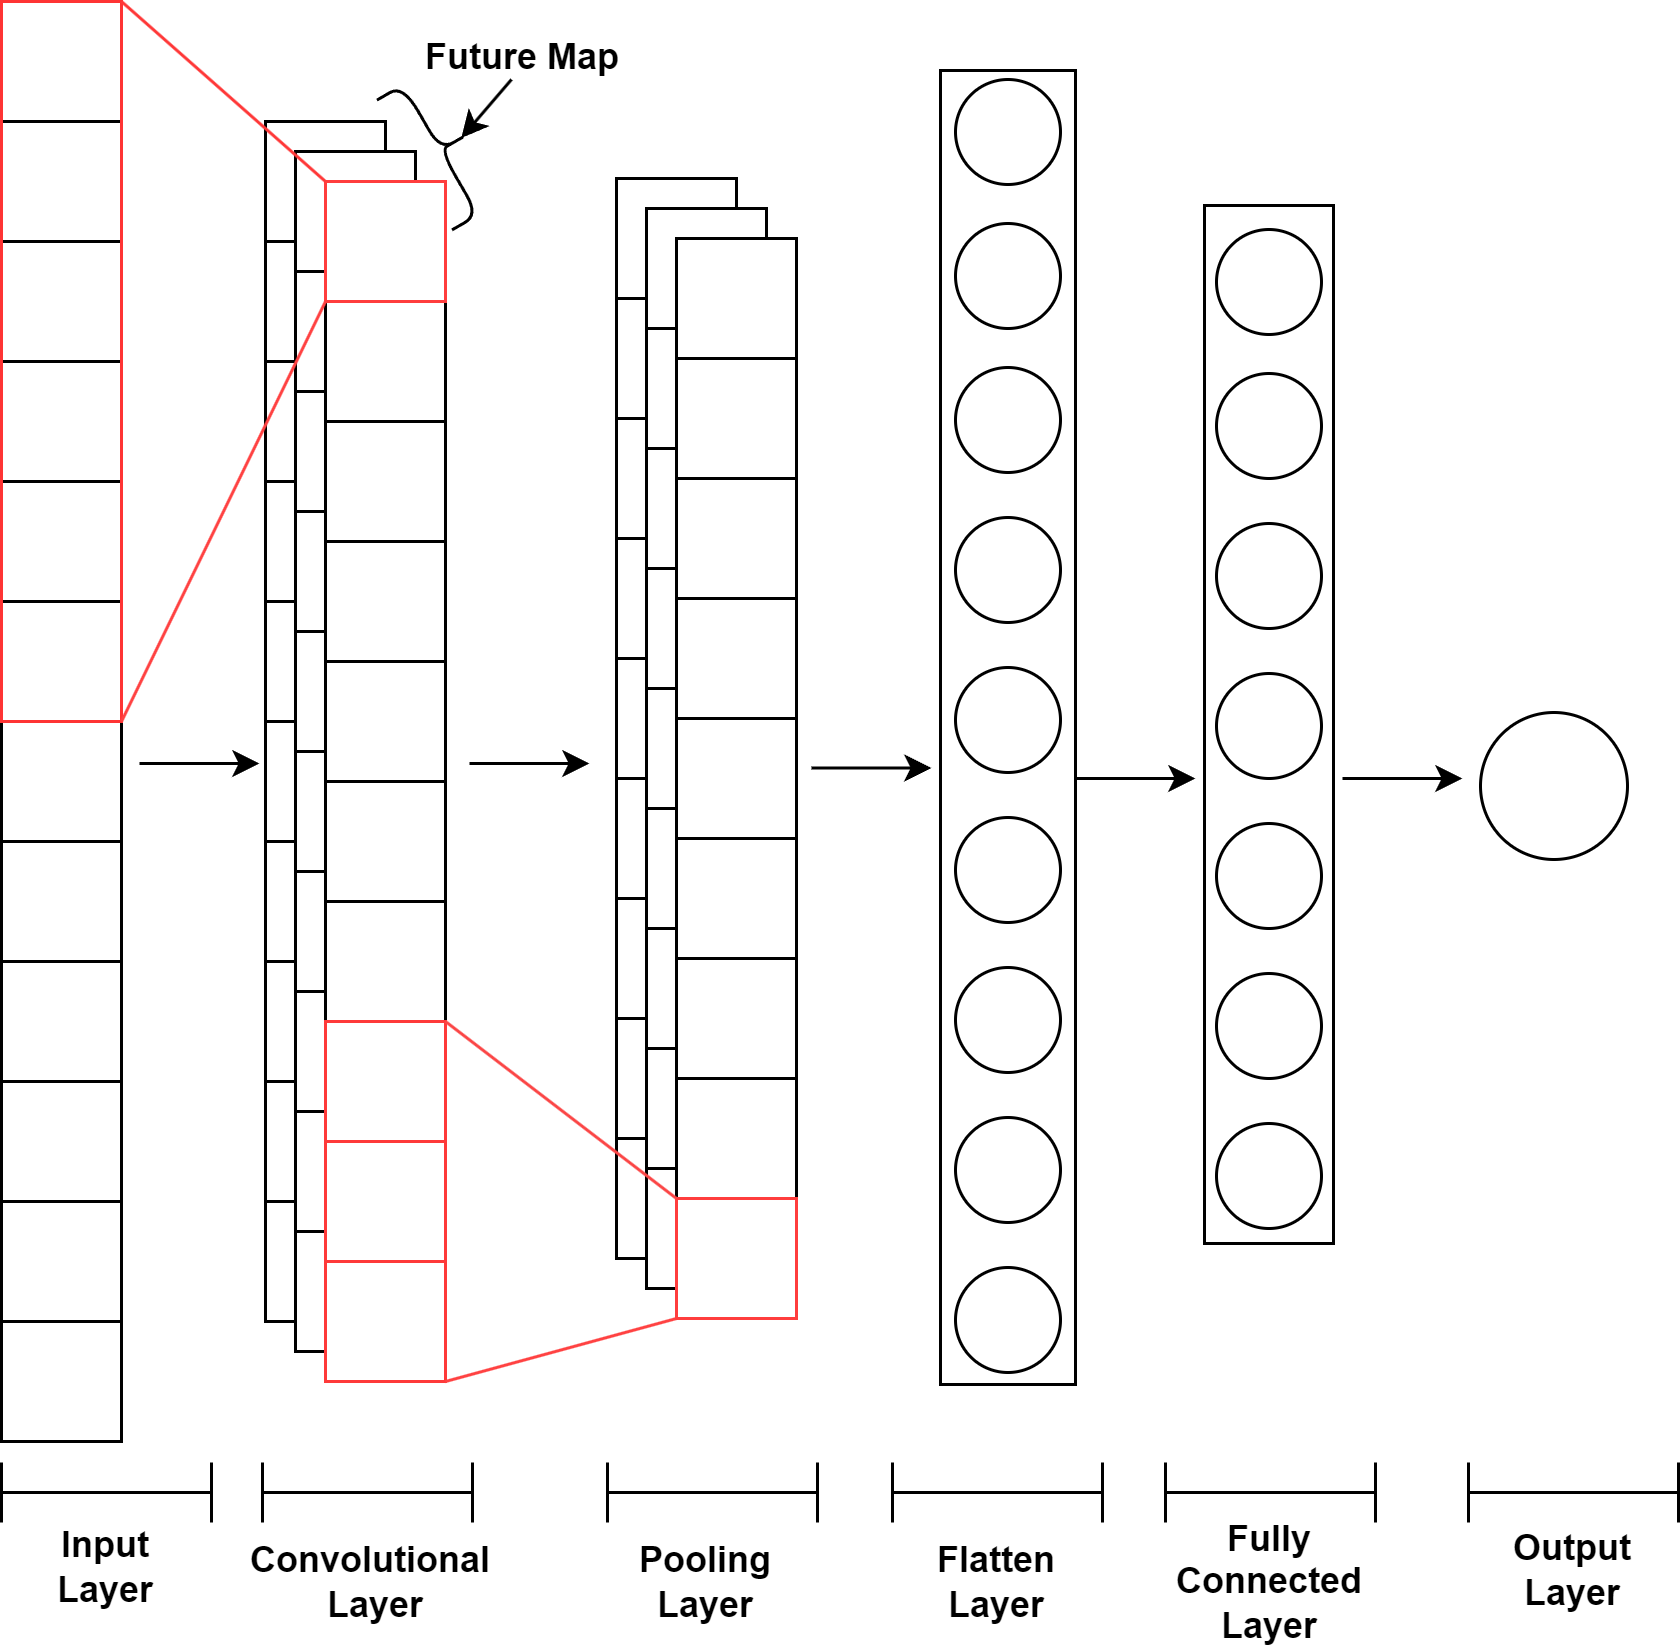 Future Map
Input
Layer
Convolutional
Layer
Pooling
Layer
Flatten
Layer
Fully
Connected
Layer
Output
Layer